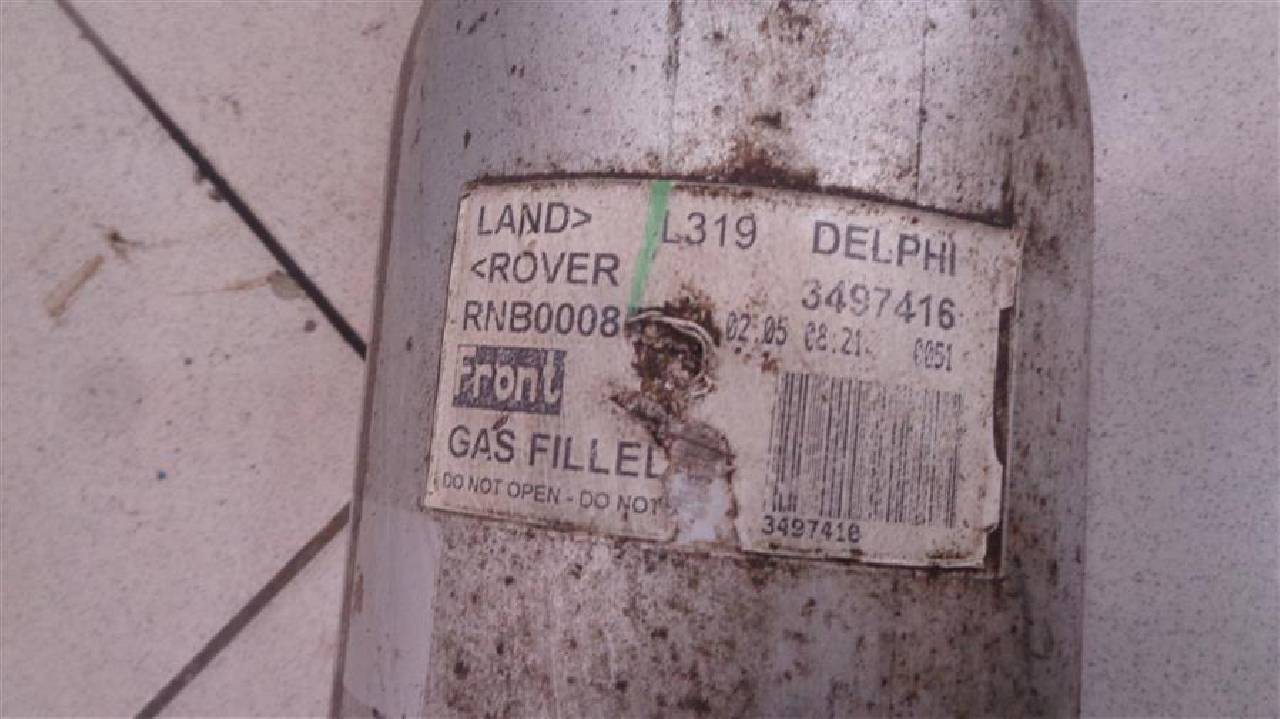 LAND> L319 DELPHI
<ROVER 3497416
RNB0008 02.05 08.21. 0051
Front
GAS FILLED
DO NOT OPEN - DO NOT
3497416